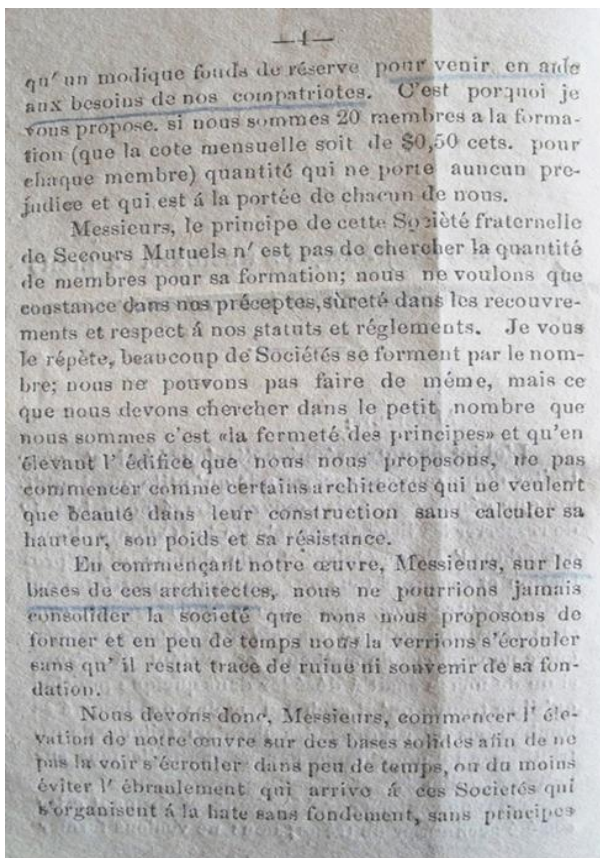 —4—
qu' un modique fonds de réserve pour venir en aide
aux besoins de nos compatriotes. C'est porquoi je
vous propose. si nous sommes 20 membres a la forma-
tion (que la cote mensuelle soit de $0,50 cets. pour
chaque membre) quantité qui ne porte auncun pre-
judice et qui est á la portée de chacun de nous.
Messieurs, le principe de cette Société fraternelle
de Secours Mutuels n' est pas de chercher la quantité
de membres pour sa formation; nous ne voulons que
constance dans nos préceptes, sûreté dans les recouvre-
ments et respect á nos statuts et réglements. Je vous
le répète, beaucoup de Sociétés se forment par le nom-
bre; nous ne pouvons pas faire de méme, mais ce
que nous devons chercher dans le petit nombre que
nous sommes c'est «la fermeté des principes» et qu'en
élevant l' édifice que nous nous proposons, ne pas
commencer comme certains architectes qui ne veulent
que beauté dans leur construction sans calculer sa
hauteur, son poids et sa résistance.
En commençant notre œuvre, Messieurs, sur les
bases de ces architectes, nous ne pourrions jamais
consolider la societé que nons nous proposons de
former et en peu de temps nous la verrions s'écrouler
sans qu' il restat trace de ruine ni souvenir de sa fon-
dation.
Nous devons donc, Messieurs, commencer l' éle-
vation de notre œuvre sur des bases solides afin de ne
pas la voir s'écrouler dans peu de temps, ou du moins
éviter l' ébranlement qui arrive á ces Societés qui
s'organisent á la hate sans fondement, sans principes